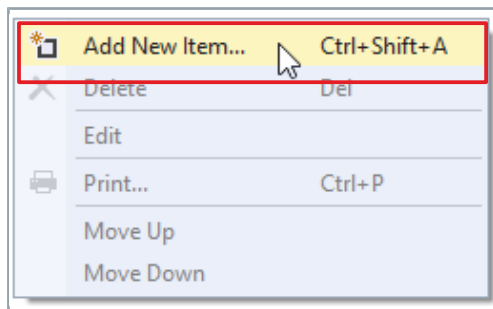 Add New Item... Ctrl+Shift+A
Delete Del
Edit
Print... Ctrl+P
Move Up
Move Down